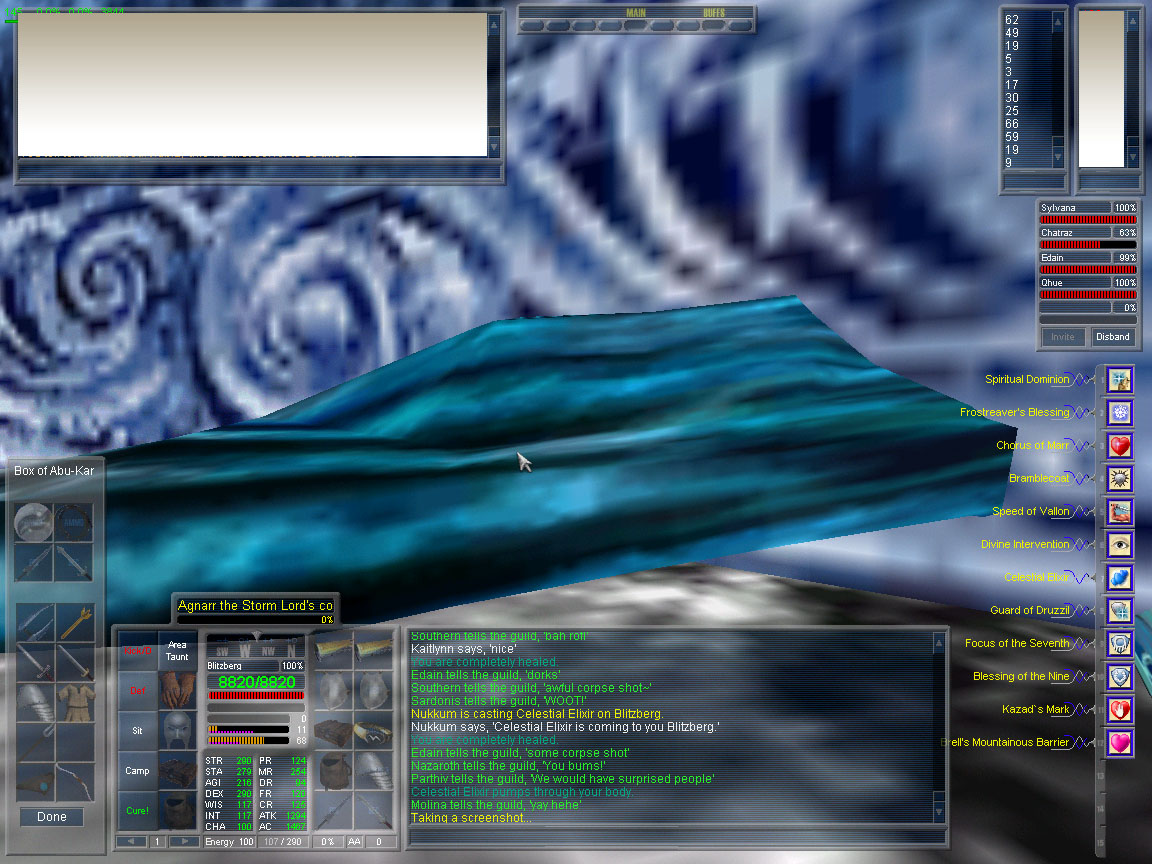 MAIN BUFFS
62
49
19
5
3
17
30
25
66
59
19
9
Sylvana 100%
Chatraz 63%
Edain 99%
Qhue 100%
0%
Invite Disband
Spiritual Dominion
Frostreaver's Blessing
Chorus of Marr
Bramblecoat
Speed of Vallon
Divine Intervention
Celestial Elixir
Guard of Druzzil
Focus of the Seventh
Blessing of the Nine
Kazad`s Mark
Brell's Mountainous Barrier
Box of Abu-Kar
AMMO
Done
Agnarr the Storm Lord's co
0%
Area
Taunt
Def
Sit
Camp
Cure!
SW W NW N
Blitzberg 100%
8820/8820
0
11
68
STR 290 PR 124
STA 279 MR 254
AGI 216 DR
DEX 290 FR
WIS 117 CR
INT 117 ATK 1294
CHA 100 AC 1467
1 Energy 100 107 / 290 0% AA 0
Southern tells the guild, 'bah rofl'
Kaitlynn says, 'nice'
You are completely healed.
Edain tells the guild, 'dorks'
Southern tells the guild, 'awful corpse shot~'
Sardonis tells the guild, 'WOOT!'
Nukkum is casting Celestial Elixir on Blitzberg.
Nukkum says, 'Celestial Elixir is coming to you Blitzberg.'
You are completely healed.
Edain tells the guild, 'some corpse shot'
Nazaroth tells the guild, 'You bums!'
Parthiv tells the guild, 'We would have surprised people'
Celestial Elixir pumps through your body.
Molina tells the guild, 'yay hehe'
Taking a screenshot...